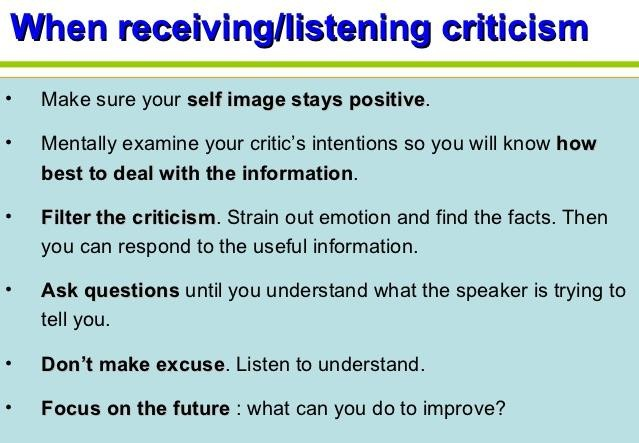 When receiving/listening criticism
• Make sure your self image stays positive.
• Mentally examine your critic’s intentions so you will know how
best to deal with the information.
• Filter the criticism. Strain out emotion and find the facts. Then
you can respond to the useful information.
• Ask questions until you understand what the speaker is trying to
tell you.
• Don’t make excuse. Listen to understand.
• Focus on the future : what can you do to improve?